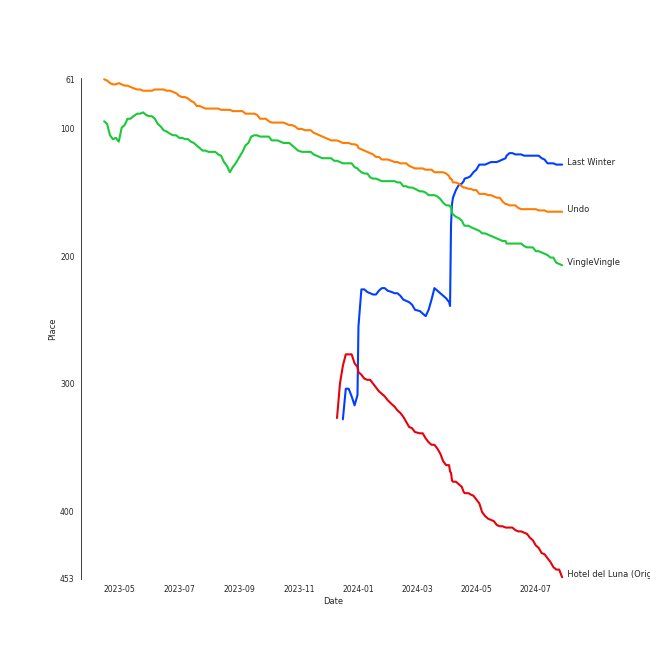 61
100
200
300
400
453
Place
2023-05
2023-07
2023-09
2023-11
2024-01
2024-03
2024-05
2024-07
Date
Last Winter
Undo
VingleVingle
Hotel del Luna (Orig